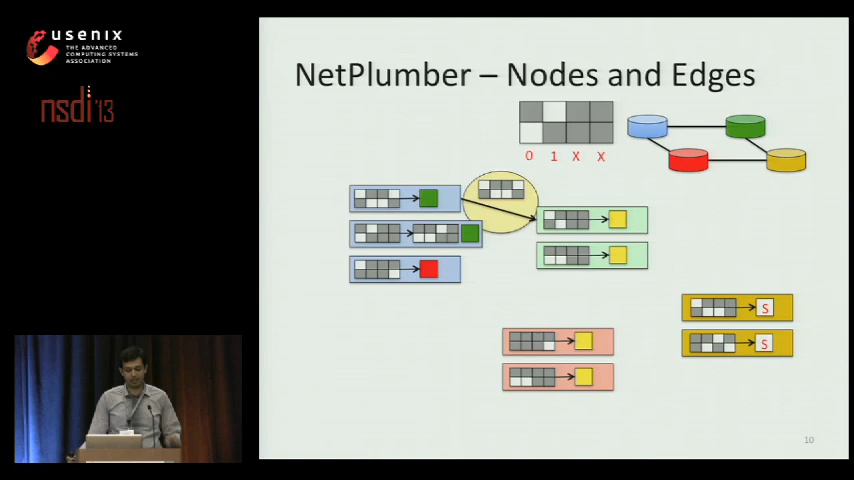 usenix
THE ADVANCED
COMPUTING SYSTEMS
ASSOCIATION
nsdi '13
NetPlumber – Nodes and Edges
0 1 X X
S
S
10